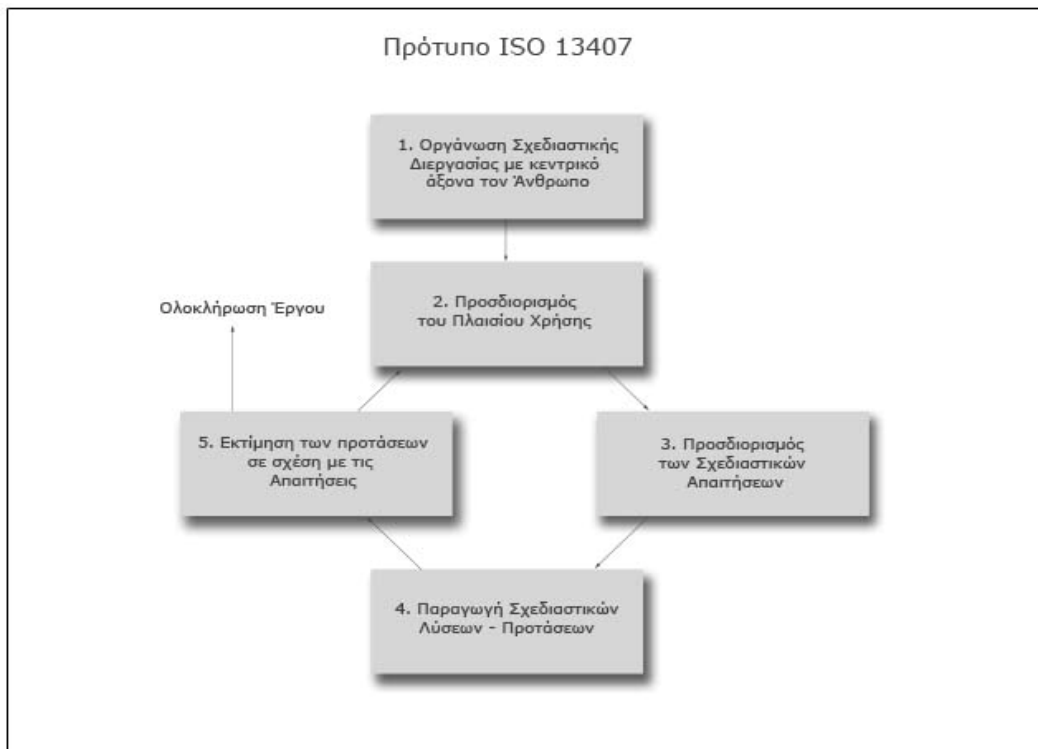 Πρότυπο ISO 13407
1. Οργάνωση Σχεδιαστικής
Διεργασίας με κεντρικό
άξονα τον Άνθρωπο
2. Προσδιορισμός
του Πλαισίου Χρήσης
Ολοκλήρωση Έργου
5. Εκτίμηση των προτάσεων
σε σχέση με τις
Απαιτήσεις
3. Προσδιορισμός
των Σχεδιαστικών
Απαιτήσεων
4. Παραγωγή Σχεδιαστικών
Λύσεων - Προτάσεων